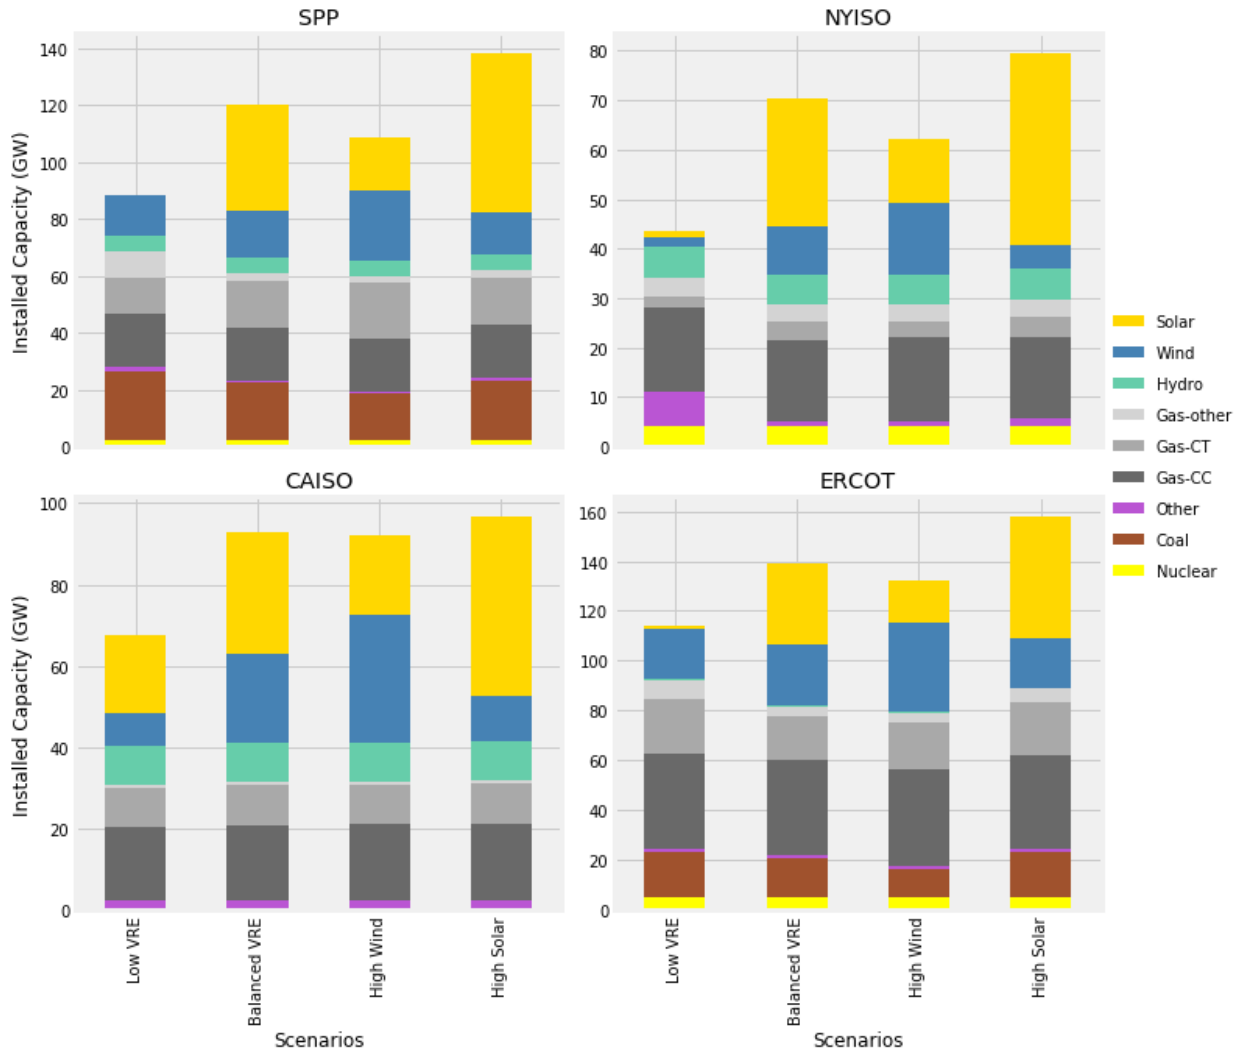 SPP
NYISO
Installed Capacity (GW)
140
120
100
80
60
40
20
0
80
70
60
50
40
30
20
10
0
Solar
Wind
Hydro
Gas-other
Gas-CT
Gas-CC
Other
Coal
Nuclear
CAISO
ERCOT
Installed Capacity (GW)
100
80
60
40
20
0
160
140
120
100
80
60
40
20
0
Low VRE
Balanced VRE
High Wind
High Solar
Low VRE
Balanced VRE
High Wind
High Solar
Scenarios
Scenarios